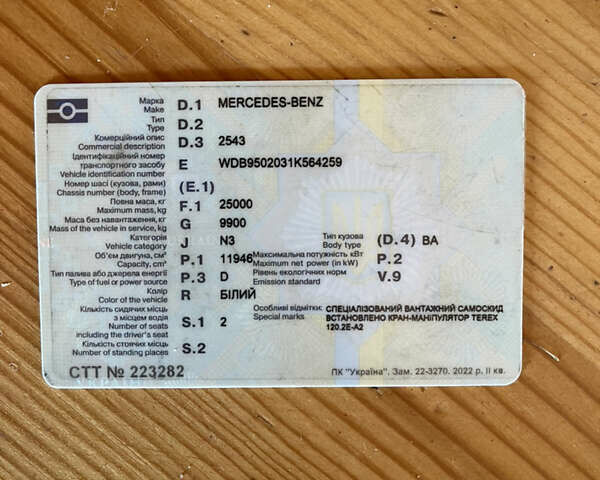 Марка
Make D.1 MERCEDES-BENZ
Тип
Type D.2
Комерційний опис
Commercial description D.3 2543
Ідентифікаційний номер
транспортного засобу E WDB9502031K564259
Vehicle identification number
Номер шасі (кузова, рами) (E.1)
Chassis number (body, frame)
Повна маса, кг F.1 25000
Maximum mass, kg
Маса без навантаження, кг G 9900
Mass of the vehicle in service, kg
Категорія J N3 Тип кузова (D.4) ВА
Vehicle category Body type
Об'єм двигуна, см³ P.1 11946 Максимальна потужність кВт P.2
Capacity, cm³ Maximum net power (in kW)
Тип палива або джерела енергії P.3 D Рівень екологічних норм V.9
Type of fuel or power source Emission standard
Колір R БІЛИЙ
Color of the vehicle
Кількість сидячих місць Особливі відмітки: СПЕЦІАЛІЗОВАНИЙ ВАНТАЖНИЙ САМОСКИД
з місцем водія S.1 2 Special marks ВСТАНОВЛЕНО КРАН-МАНІПУЛЯТОР TEREX
Number of seats 120.2E-A2
including the driver's seat
Кількість стоячих місць S.2
Number of standing places
СТТ № 223282 ПК "Україна". Зам. 22-3270. 2022 р. II кв.